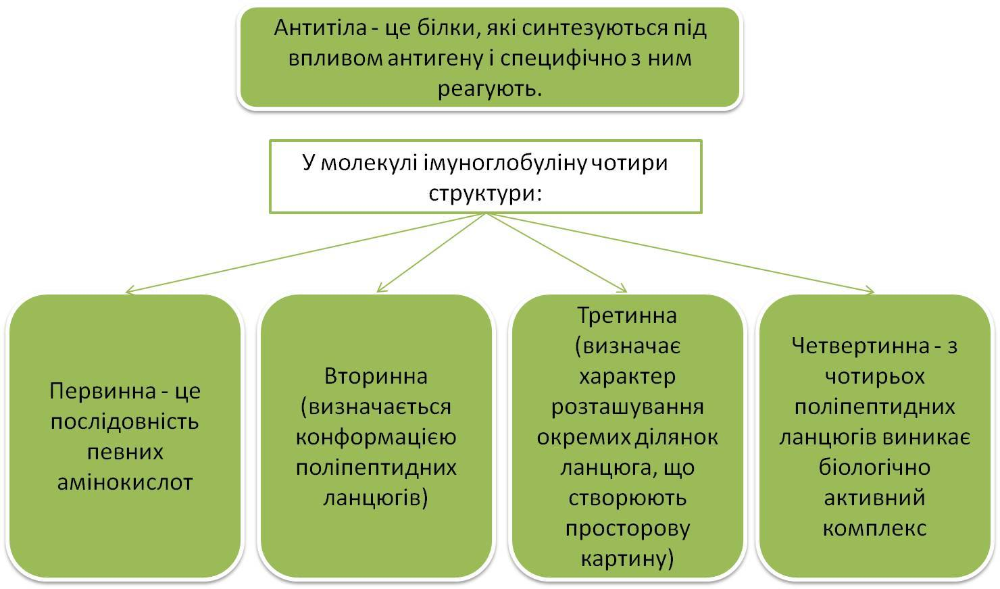 Антитіла - це білки, які синтезуються під
впливом антигену і специфічно з ним
реагують.
У молекулі імуноглобуліну чотири
структури:
Первинна - це
послідовність
певних
амінокислот
Вторинна
(визначається
конформацією
поліпептидних
ланцюгів)
Третинна
(визначає
характер
розташування
окремих ділянок
ланцюга, що
створюють
просторову
картину)
Четвертинна - з
чотирьох
поліпептидних
ланцюгів виникає
біологічно
активний
комплекс